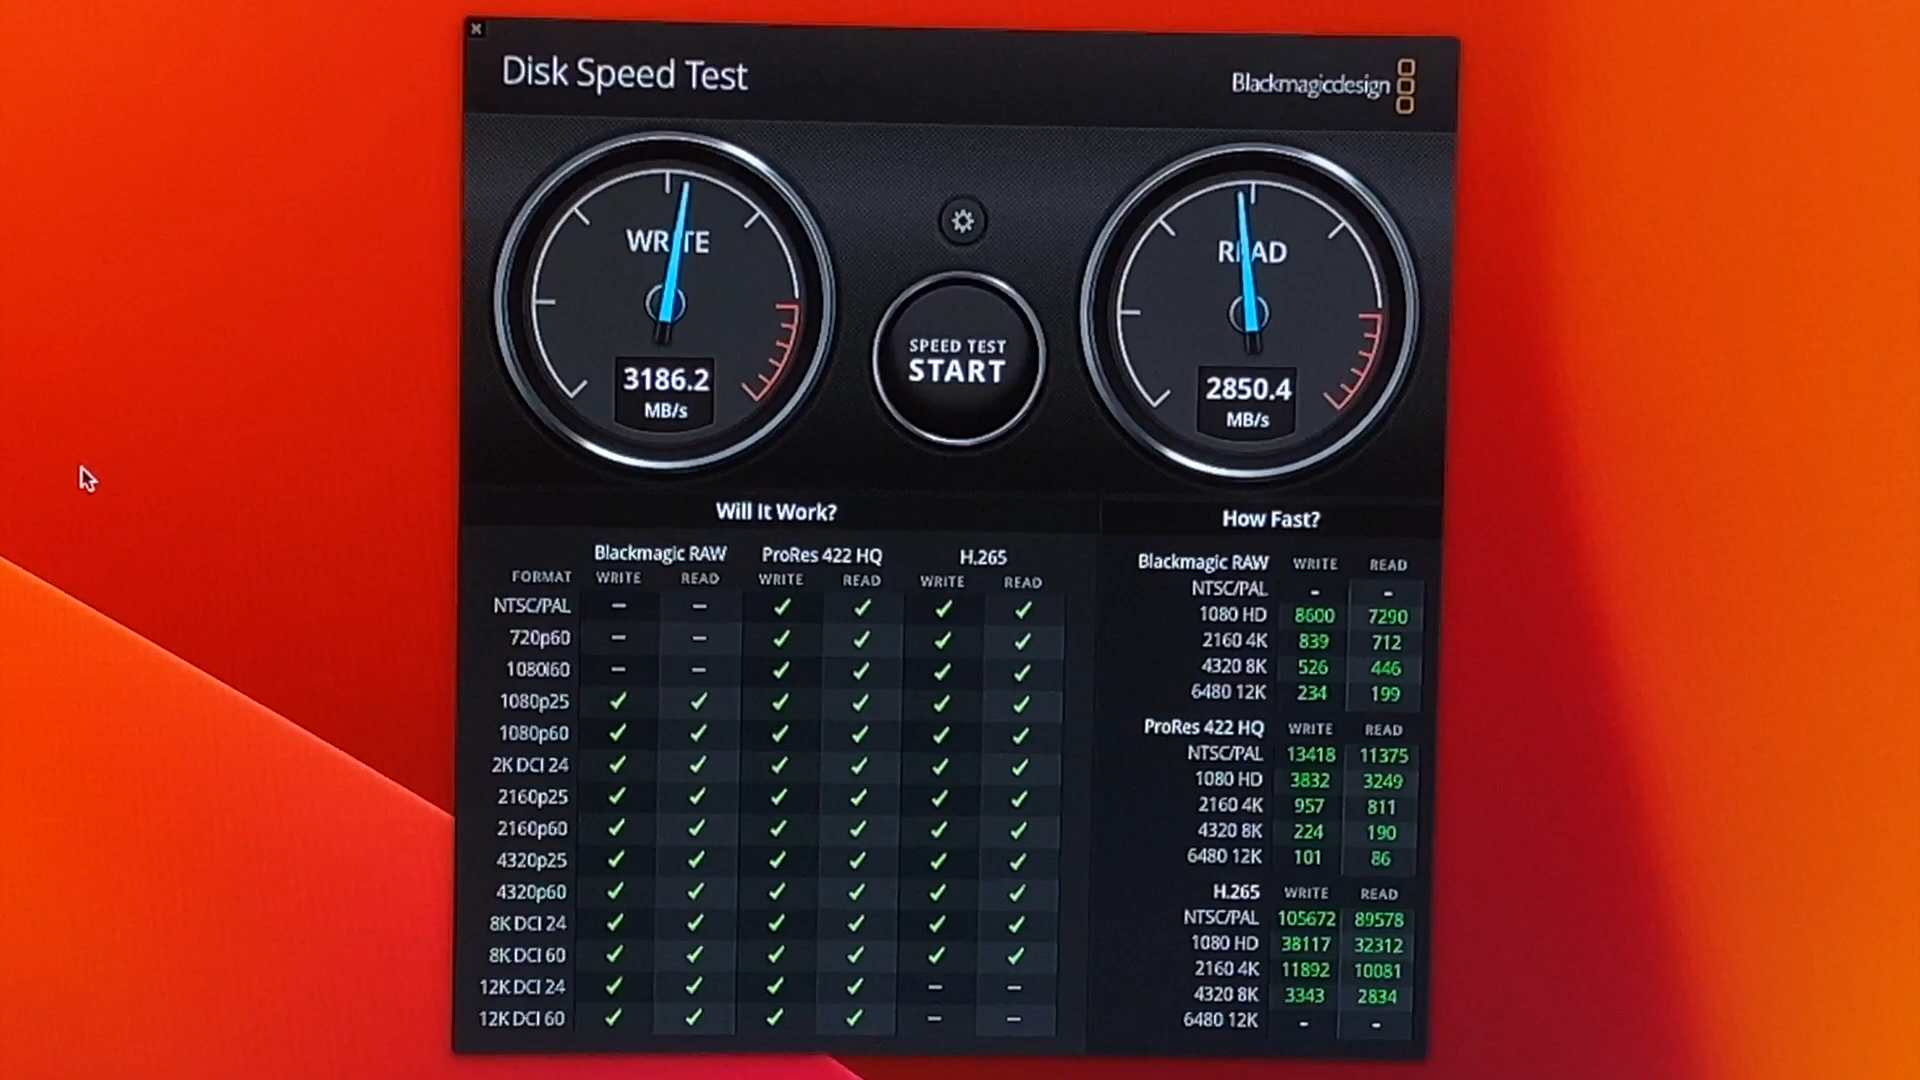 Disk Speed Test
Blackmagicdesign
WRITE
3186.2
MB/s
SPEED TEST
START
READ
2850.4
MB/s
Will It Work?
Blackmagic RAW ProRes 422 HQ H.265
FORMAT WRITE READ WRITE READ WRITE READ
NTSC/PAL – – ✓ ✓ ✓ ✓
720p60 – – ✓ ✓ ✓ ✓
1080i60 – – ✓ ✓ ✓ ✓
1080p25 ✓ ✓ ✓ ✓ ✓ ✓
1080p60 ✓ ✓ ✓ ✓ ✓ ✓
2K DCI 24 ✓ ✓ ✓ ✓ ✓ ✓
2160p25 ✓ ✓ ✓ ✓ ✓ ✓
2160p60 ✓ ✓ ✓ ✓ ✓ ✓
4320p25 ✓ ✓ ✓ ✓ ✓ ✓
4320p60 ✓ ✓ ✓ ✓ ✓ ✓
8K DCI 24 ✓ ✓ ✓ ✓ ✓ ✓
8K DCI 60 ✓ ✓ ✓ ✓ ✓ ✓
12K DCI 24 ✓ ✓ ✓ ✓ – –
12K DCI 60 ✓ ✓ ✓ ✓ – –
How Fast?
Blackmagic RAW WRITE READ
NTSC/PAL - -
1080 HD 8600 7290
2160 4K 839 712
4320 8K 526 446
6480 12K 234 199
ProRes 422 HQ WRITE READ
NTSC/PAL 13418 11375
1080 HD 3832 3249
2160 4K 957 811
4320 8K 224 190
6480 12K 101 86
H.265 WRITE READ
NTSC/PAL 105672 89578
1080 HD 38117 32312
2160 4K 11892 10081
4320 8K 3343 2834
6480 12K - -